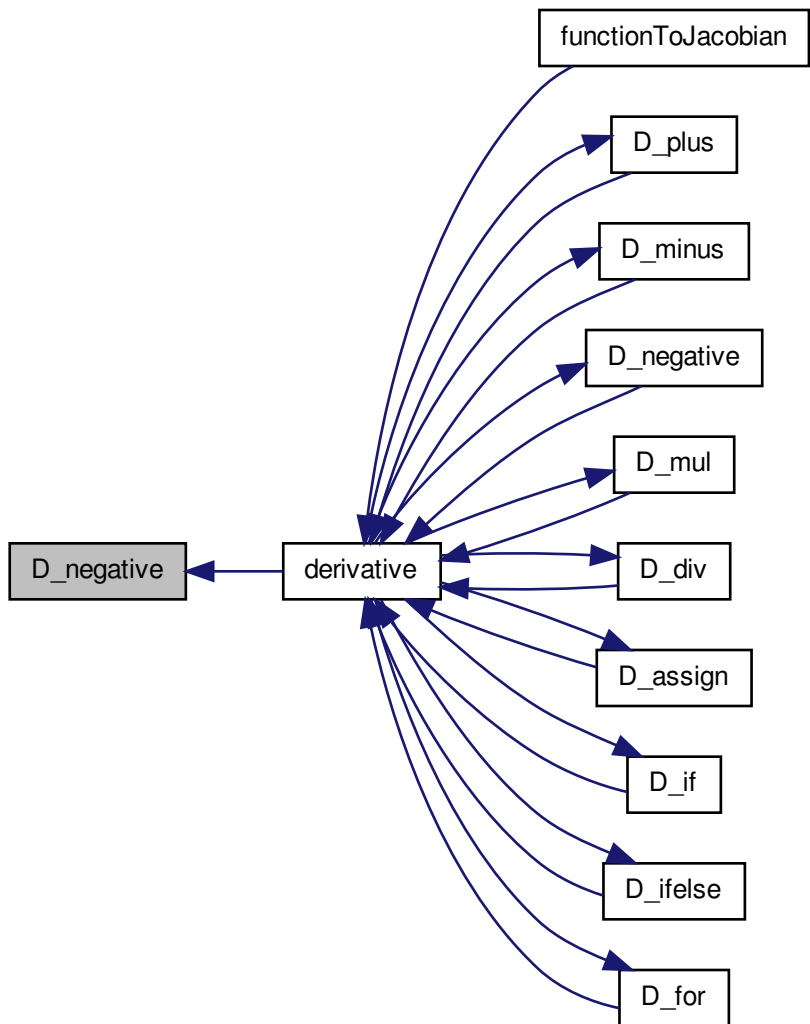 functionToJacobian
D_plus
D_minus
D_negative
D_mul
D_negative
derivative
D_div
D_assign
D_if
D_ifelse
D_for